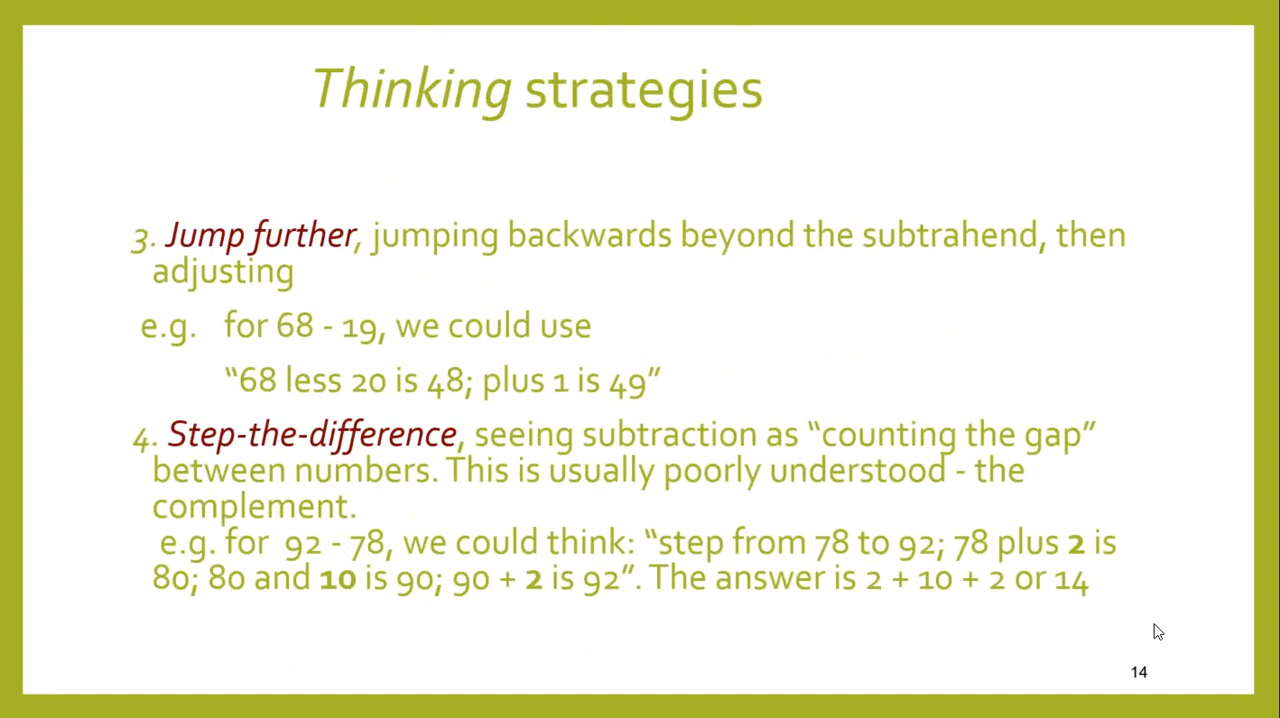 Thinking strategies
3. Jump further, jumping backwards beyond the subtrahend, then
adjusting
e.g. for 68 - 19, we could use
“68 less 20 is 48; plus 1 is 49”
4. Step-the-difference, seeing subtraction as “counting the gap”
between numbers. This is usually poorly understood - the
complement.
e.g. for 92 - 78, we could think: “step from 78 to 92; 78 plus 2 is
80; 80 and 10 is 90; 90 + 2 is 92”. The answer is 2 + 10 + 2 or 14
14